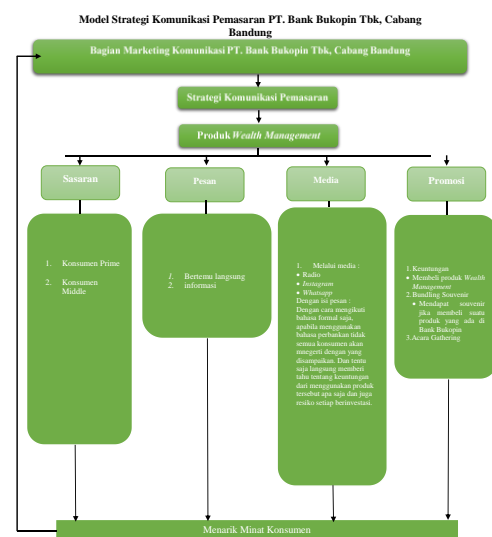 Model Strategi Komunikasi Pemasaran PT. Bank Bukopin Tbk, Cabang
Bandung
Bagian Marketing Komunikasi PT. Bank Bukopin Tbk, Cabang Bandung
Strategi Komunikasi Pemasaran
Produk Wealth Management
Sasaran
Pesan
Media
Promosi
1. Konsumen Prime
2. Konsumen
Middle
1. Bertemu langsung
2. informasi
1. Melalui media :
• Radio
• Instagram
• Whatsapp
Dengan isi pesan :
Dengan cara mengikuti
bahasa formal saja,
apabila menggunakan
bahasa perbankan tidak
semua konsumen akan
mnegerti dengan yang
disampaikan. Dan tentu
saja langsung memberi
tahu tentang keuntungan
dari menggunakan produk
tersebut apa saja dan juga
resiko setiap berinvestasi.
1. Keuntungan
• Membeli produk Wealth
Management
2. Bundling Souvenir
• Mendapat souvenir
jika membeli suatu
produk yang ada di
Bank Bukopin
3. Acara Gathering
Menarik Minat Konsumen